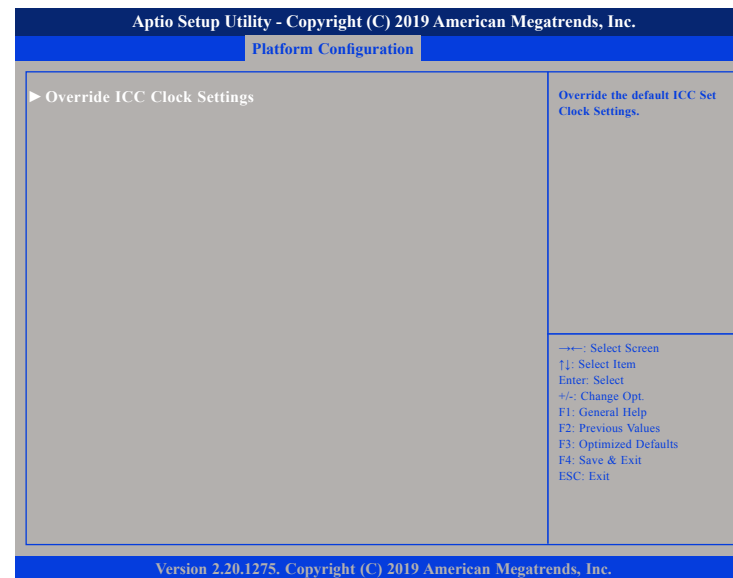 Aptio Setup Utility - Copyright (C) 2019 American Megatrends, Inc.
Platform Configuration
►Override ICC Clock Settings
Override the default ICC Set
Clock Settings.
→←: Select Screen
↑↓: Select Item
Enter: Select
+/-: Change Opt.
F1: General Help
F2: Previous Values
F3: Optimized Defaults
F4: Save & Exit
ESC: Exit
Version 2.20.1275. Copyright (C) 2019 American Megatrends, Inc.